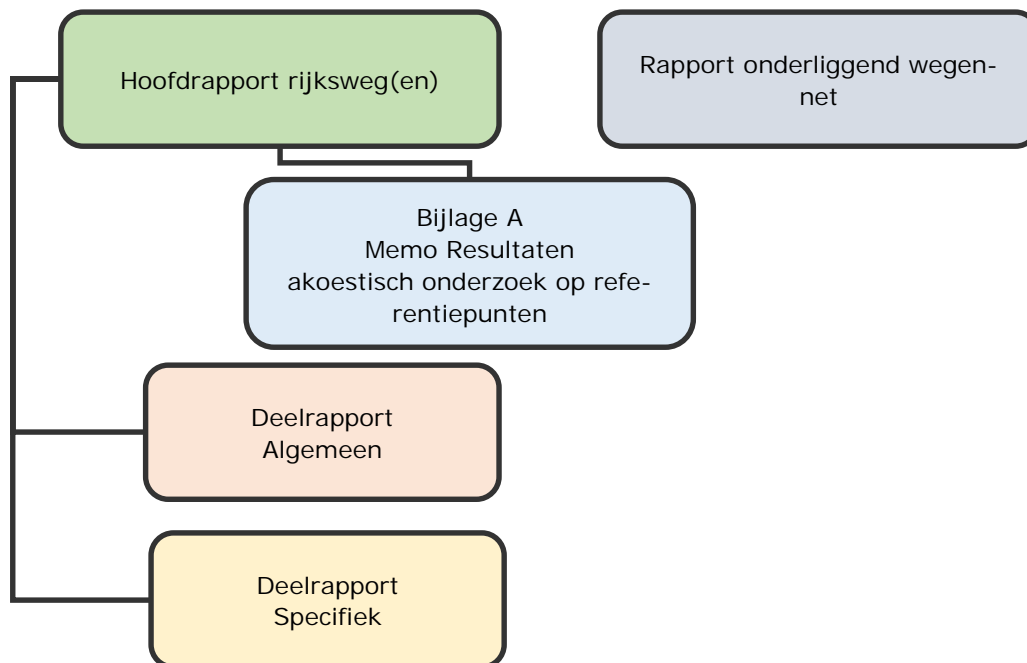 Hoofdrapport rijksweg(en)
Rapport onderliggend wegen-
net
Bijlage A
Memo Resultaten
akoestisch onderzoek op refe-
rentiepunten
Deelrapport
Algemeen
Deelrapport
Specifiek